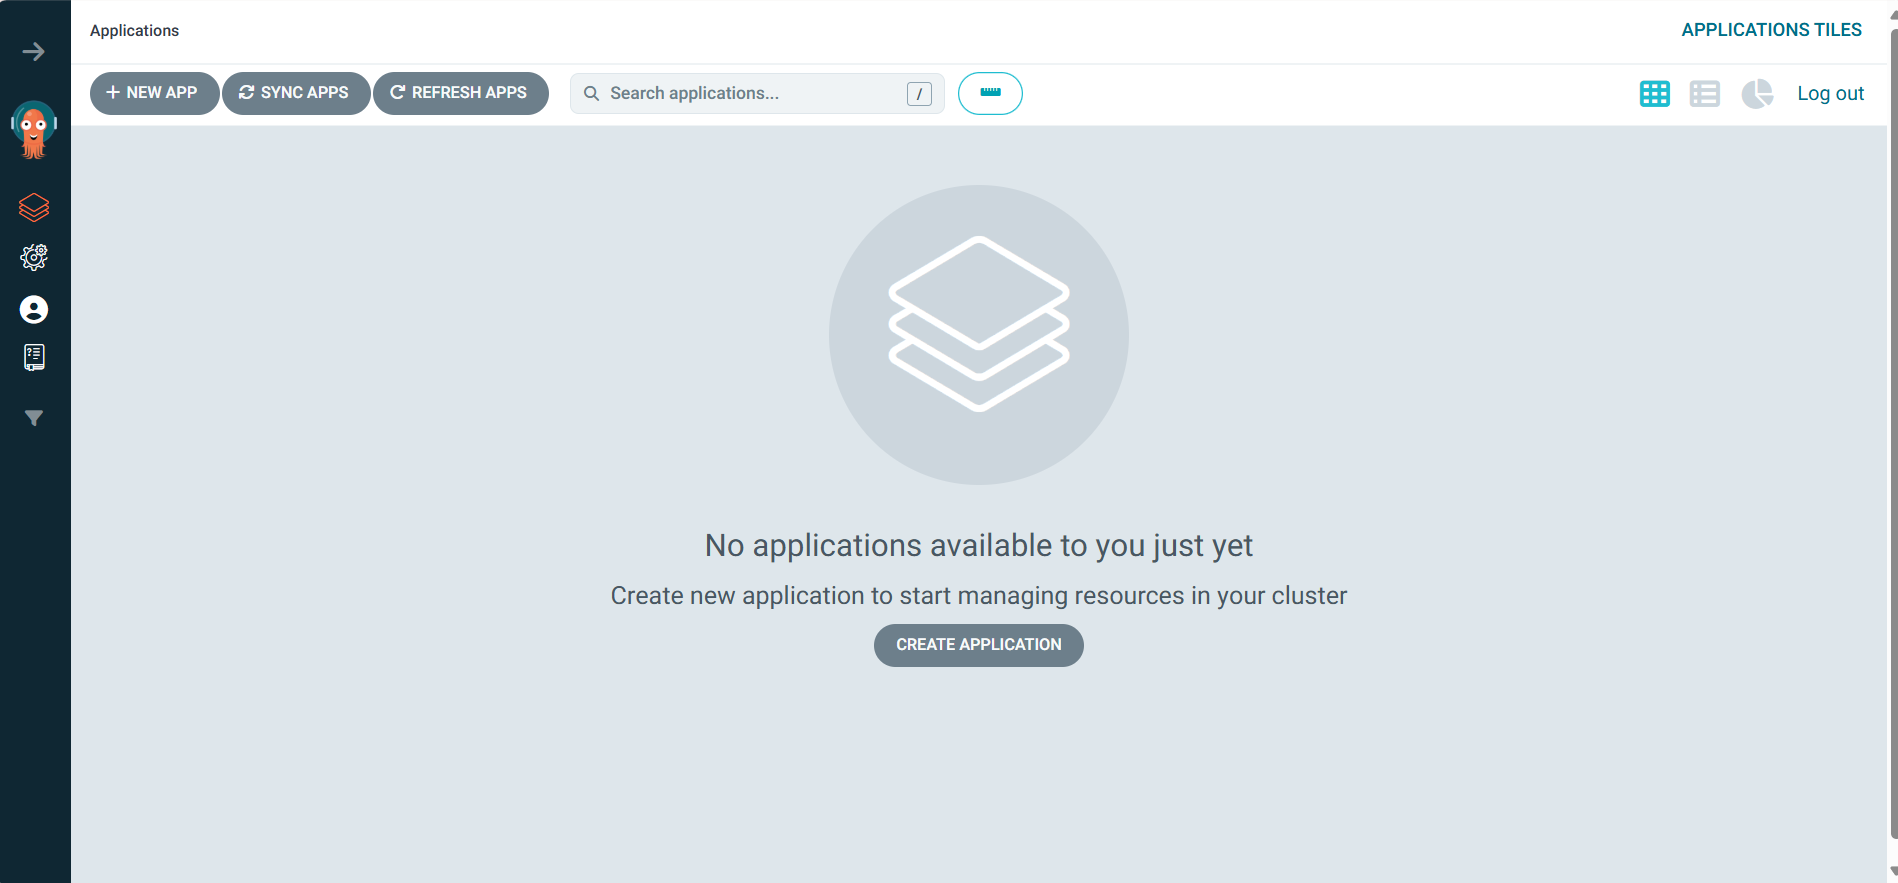 Applications
APPLICATIONS TILES
NEW APP
SYNC APPS
REFRESH APPS
Search applications...
/
Log out
No applications available to you just yet
Create new application to start managing resources in your cluster
CREATE APPLICATION